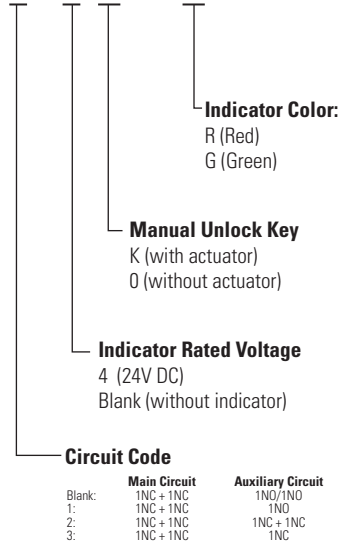 Indicator Color:
R (Red)
G (Green)
Manual Unlock Key
K (with actuator)
0 (without actuator)
Indicator Rated Voltage
4 (24V DC)
Blank (without indicator)
Circuit Code
Main Circuit Auxiliary Circuit
Blank: 1NC + 1NC 1NO/1NO
1: 1NC + 1NC 1NO
2: 1NC + 1NC 1NC + 1NC
3: 1NC + 1NC 1NC